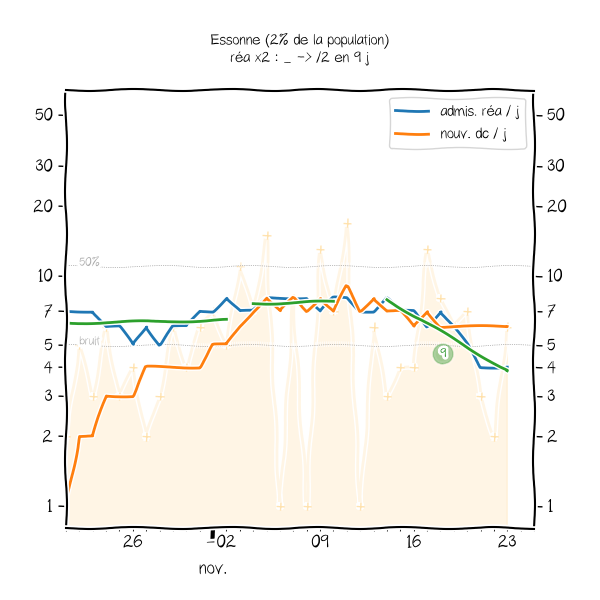 Essonne (2% de la population)
réa x2 : _ -> /2 en 9 j
admis. réa / j
nouv. dc / j
50 50
30 30
20 20
50%
10 10
7 7
bruit
5 5
9
4 4
3 3
2 2
1 1
26 02 09 16 23
nov.